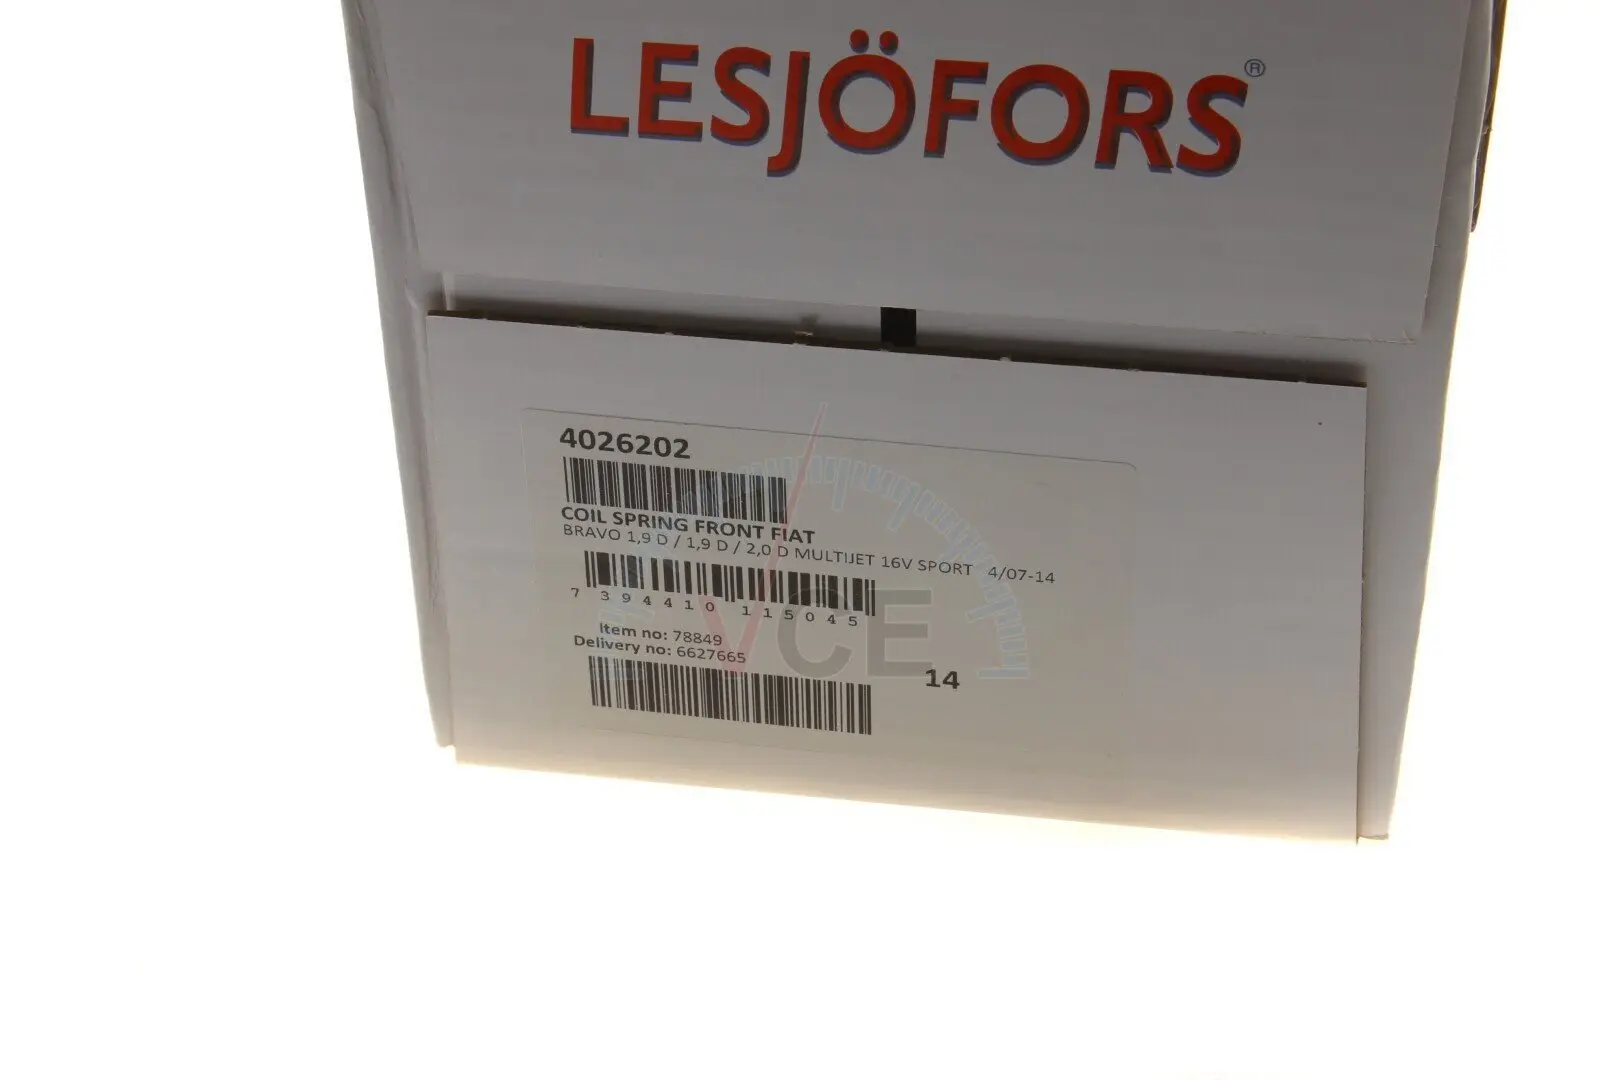 LESJÖFORS®
4026202
COIL SPRING FRONT FIAT
BRAVO 1,9 D / 1,9 D / 2,0 D MULTIJET 16V SPORT 4/07-14
7 394410 115045
Item no: 78849
Delivery no: 6627665
14
VCE